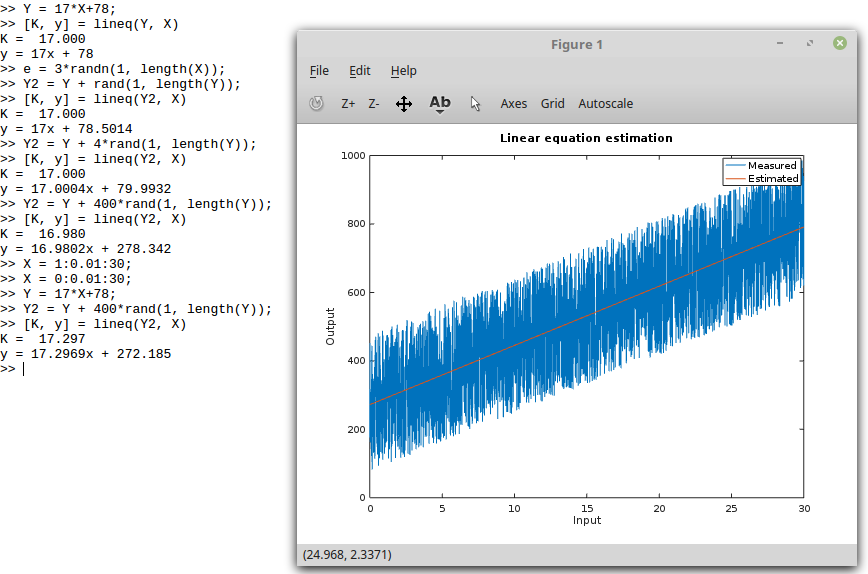 >> Y = 17*X+78;
>> [K, y] = lineq(Y, X)
K =  17.000
y = 17x + 78
>> e = 3*randn(1, length(X));
>> Y2 = Y + rand(1, length(Y));
>> [K, y] = lineq(Y2, X)
K =  17.000
y = 17x + 78.5014
>> Y2 = Y + 4*rand(1, length(Y));
>> [K, y] = lineq(Y2, X)
K =  17.000
y = 17.0004x + 79.9932
>> Y2 = Y + 400*rand(1, length(Y));
>> [K, y] = lineq(Y2, X)
K =  16.980
y = 16.9802x + 278.342
>> X = 1:0.01:30;
>> X = 0:0.01:30;
>> Y = 17*X+78;
>> Y2 = Y + 400*rand(1, length(Y));
>> [K, y] = lineq(Y2, X)
K =  17.297
y = 17.2969x + 272.185
>>
Figure 1
File Edit Help
Z+ Z- Ab Axes Grid Autoscale
Linear equation estimation
Measured
Estimated
1000
800
600
400
200
0
Output
0 5 10 15 20 25 30
Input
(24.968, 2.3371)